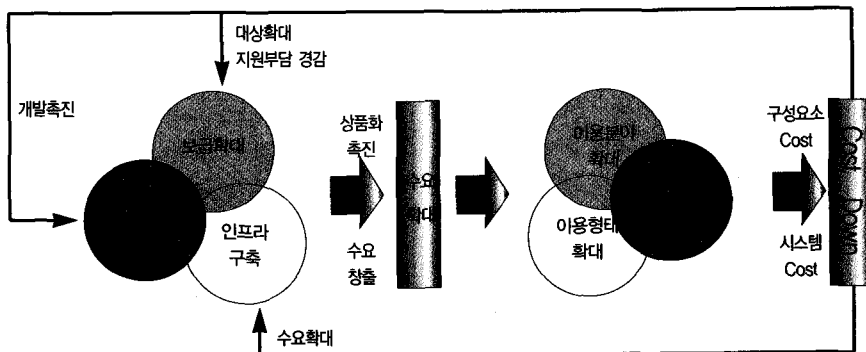 대상확대
지원부담 경감
개발촉진
보급확대
인프라
구축
상품화
촉진
수요
창출
수요
확대
이용분야
확대
이용형태
확대
구성요소
Cost
시스템
Cost
Cost Down
수요확대